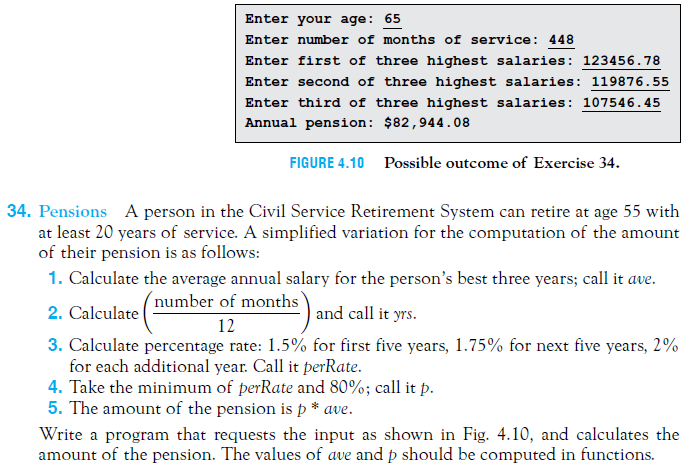 Enter your age: 65
Enter number of months of service: 448
Enter first of three highest salaries: 123456.78
Enter second of three highest salaries: 119876.55
Enter third of three highest salaries: 107546.45
Annual pension: $82,944.08
FIGURE 4.10 Possible outcome of Exercise 34.
34. Pensions A person in the Civil Service Retirement System can retire at age 55 with
at least 20 years of service. A simplified variation for the computation of the amount
of their pension is as follows:
1. Calculate the average annual salary for the person's best three years; call it ave.
2. Calculate (number of months / 12) and call it yrs.
3. Calculate percentage rate: 1.5% for first five years, 1.75% for next five years, 2%
for each additional year. Call it perRate.
4. Take the minimum of perRate and 80%; call it p.
5. The amount of the pension is p * ave.
Write a program that requests the input as shown in Fig. 4.10, and calculates the
amount of the pension. The values of ave and p should be computed in functions.